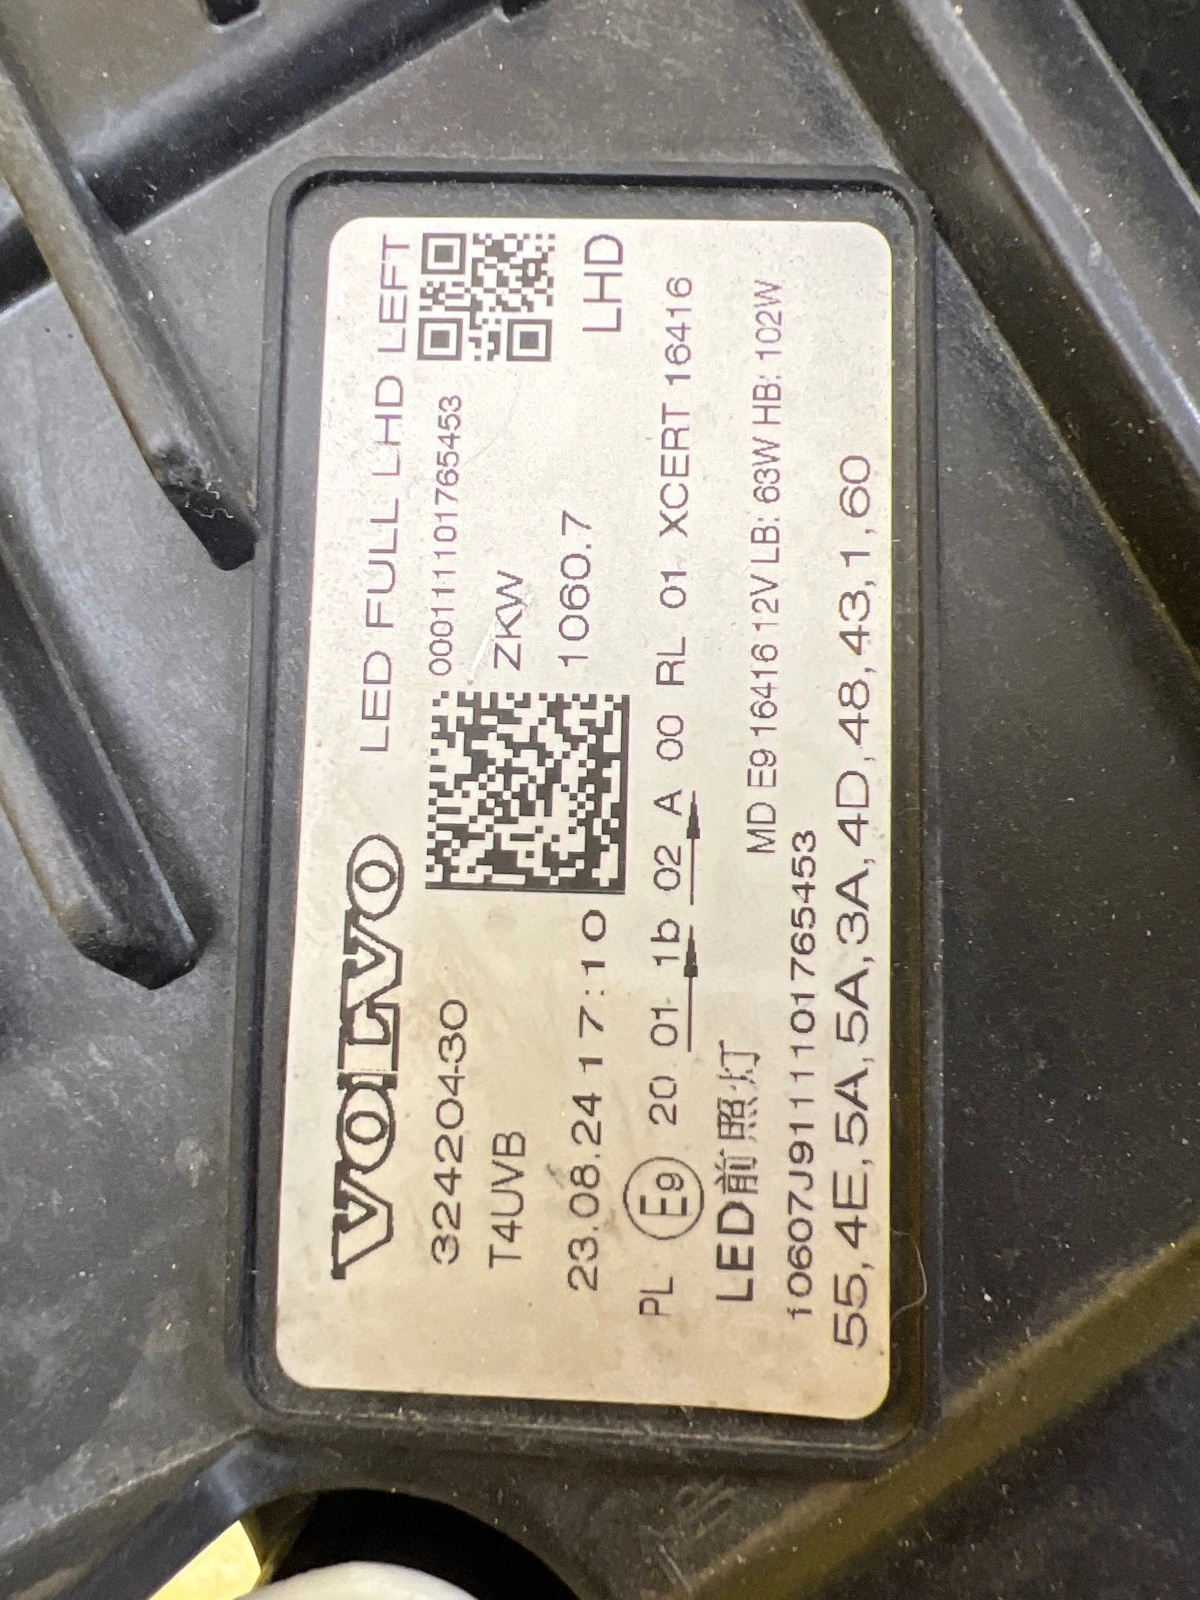 VOLVO LED FULL LHD LEFT
32420430 000111101765453
T4UVB ZKW
LHD
23.08.24 17:10 1060.7
PL E9 20 01 1b 02 A 00 RL 01 XCERT 16416
LED前照灯 MD E9 16416 12V LB: 63W HB: 102W
10607J911111101765453
55,4E,5A,5A,3A,4D,48,43,1,60